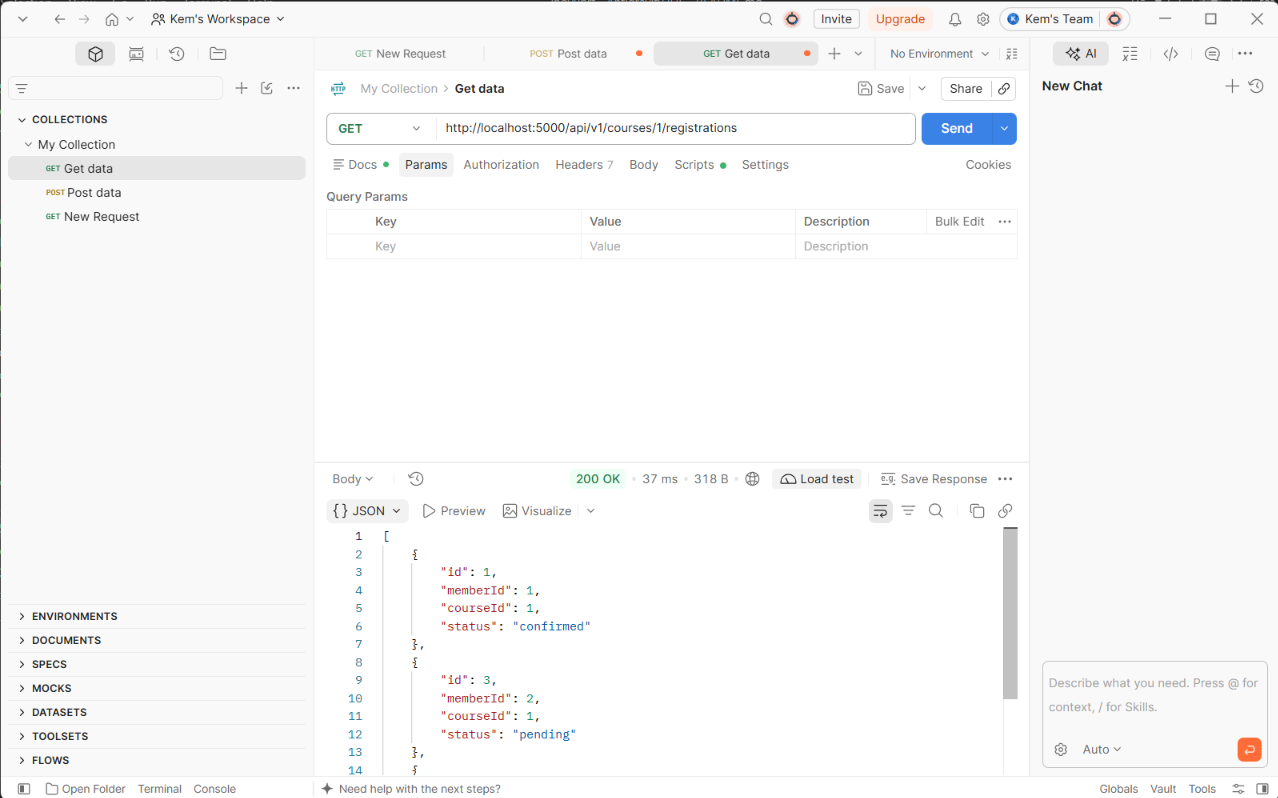 Kem's Workspace
Invite
Upgrade
Kem's Team
GET New Request
POST Post data
GET Get data
No Environment
AI
COLLECTIONS
My Collection
GET Get data
POST Post data
GET New Request
ENVIRONMENTS
DOCUMENTS
SPECS
MOCKS
DATASETS
TOOLSETS
FLOWS
HTTP My Collection > Get data
Save
Share
GET http://localhost:5000/api/v1/courses/1/registrations
Send
Docs Params Authorization Headers 7 Body Scripts Settings Cookies
Query Params
Key Value Description Bulk Edit
Key Value Description
Body 200 OK 37 ms 318 B Load test e.g. Save Response
{} JSON Preview Visualize
1 [
2 {
3 "id": 1,
4 "memberId": 1,
5 "courseId": 1,
6 "status": "confirmed"
7 },
8 {
9 "id": 3,
10 "memberId": 2,
11 "courseId": 1,
12 "status": "pending"
13 },
14 {
New Chat
Describe what you need. Press @ for
context, / for Skills.
Auto
Open Folder Terminal Console
Need help with the next steps?
Globals Vault Tools